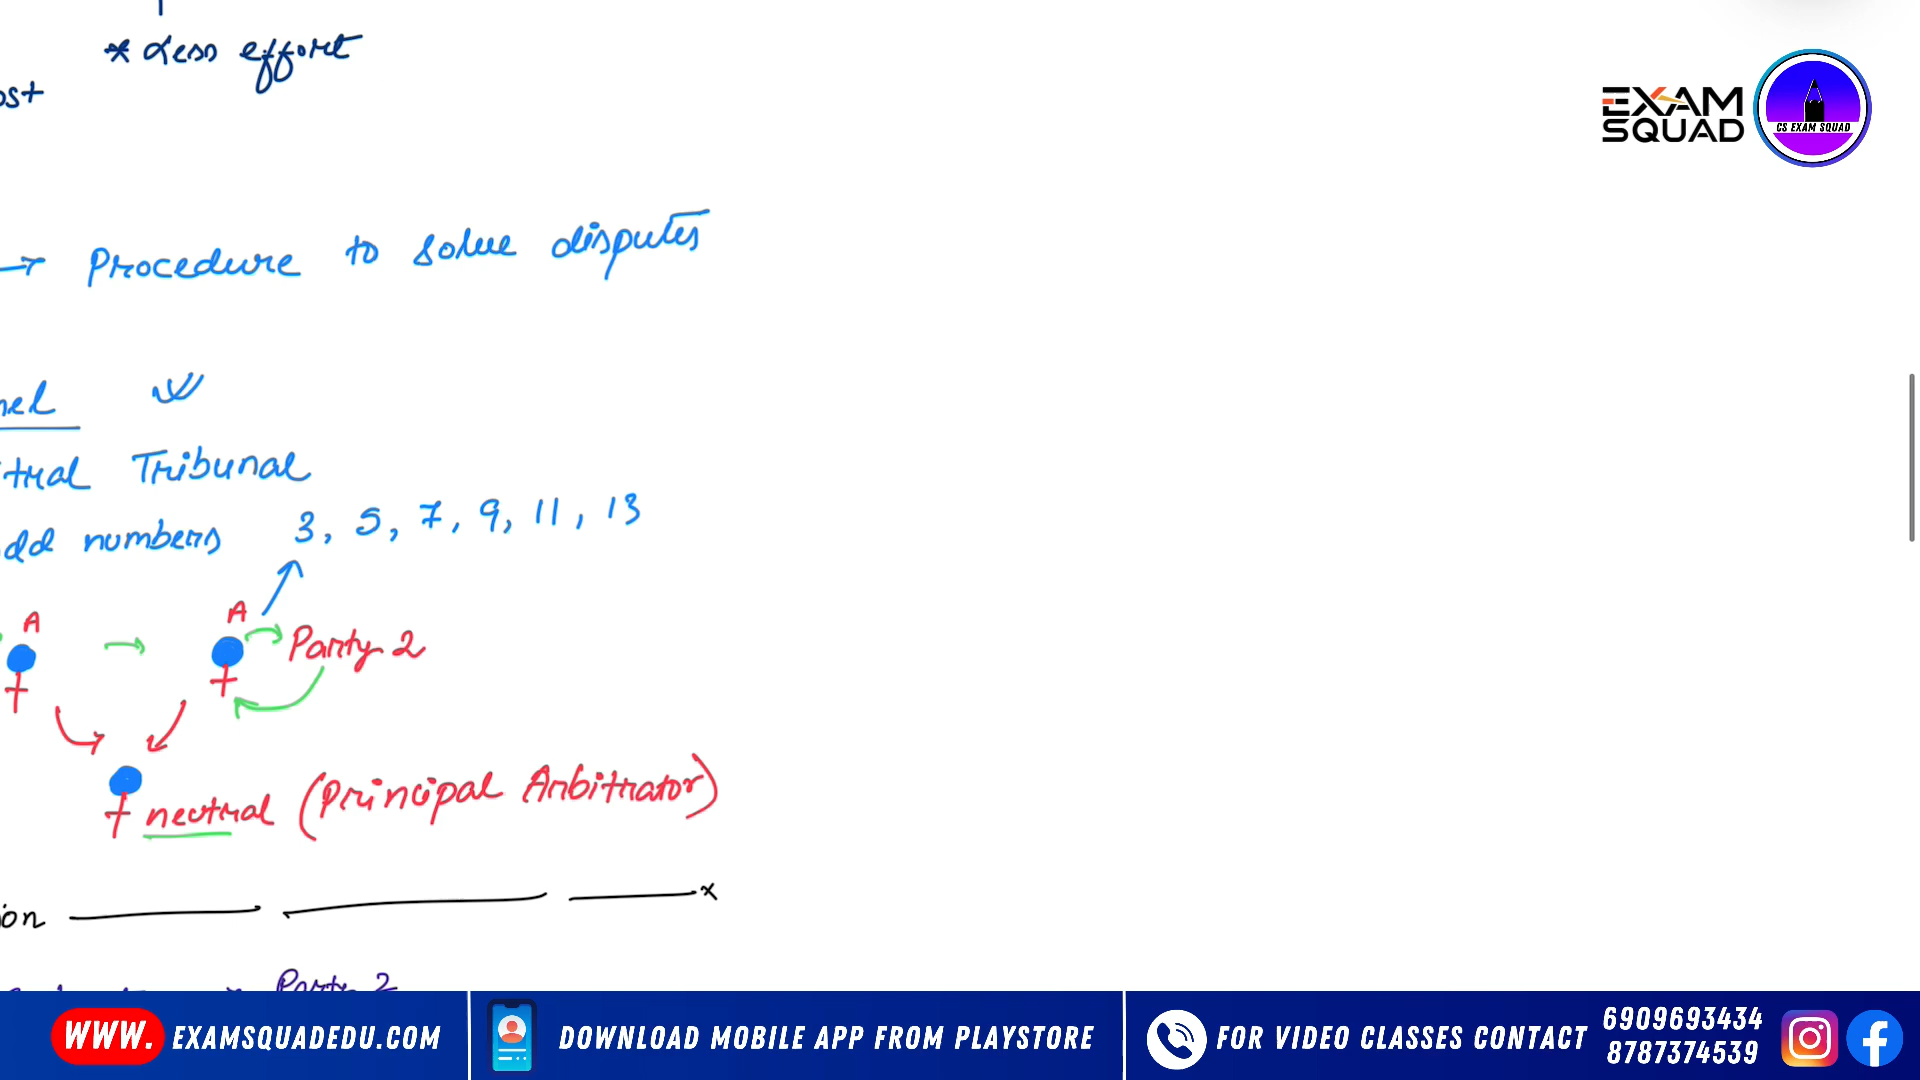 * Less effort
ost
EXAM
SQUAD
CS EXAM SQUAD
→ Procedure to solve disputes
nel
tral Tribunal
dd numbers 3, 5, 7, 9, 11, 13
A
A
→ → Party 2
neutral (Principal Arbitrator)
ion
Party 2
WWW. EXAMSQUADEDU.COM
DOWNLOAD MOBILE APP FROM PLAYSTORE
FOR VIDEO CLASSES CONTACT
6909693434
8787374539